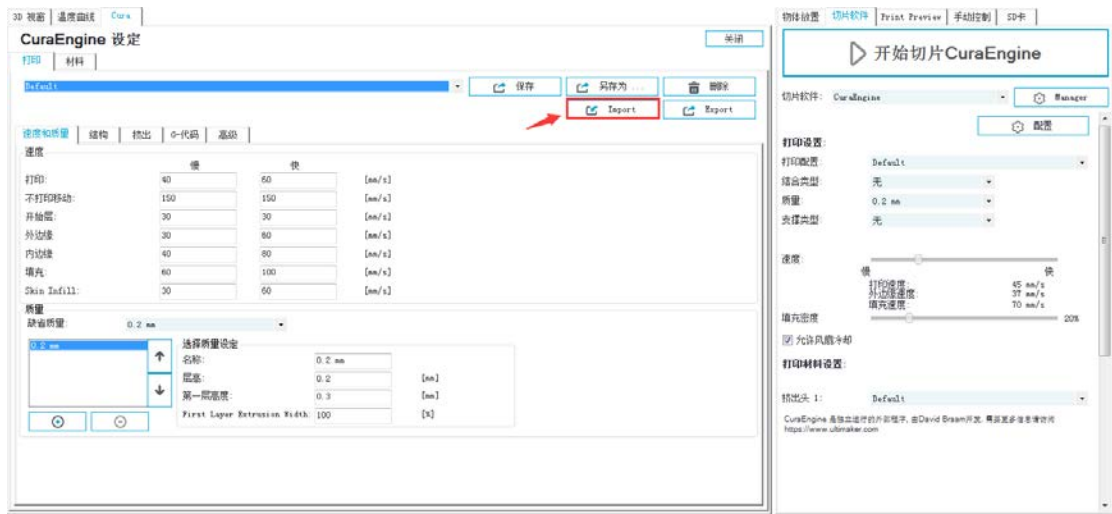 3D 视窗 温度曲线 Cura
CuraEngine 设定
关闭
打印 材料
Default
保存 另存为 ... 删除
Import Export
速度和质量 结构 挤出 G-代码 高级
速度
慢 快
打印: 40 60 [mm/s]
不打印移动: 150 150 [mm/s]
开始层: 30 30 [mm/s]
外边缘 30 60 [mm/s]
内边缘 40 80 [mm/s]
填充 60 100 [mm/s]
Skin Infill: 30 60 [mm/s]
质量
缺省质量: 0.2 mm
0.2 mm
选择质量设定
名称: 0.2 mm
层高: 0.2 [mm]
第一层高度: 0.3 [mm]
First Layer Extrusion Width: 100 [%]
物体放置 切片软件 Print Preview 手动控制 SD卡
开始切片CuraEngine
切片软件: CuraEngine Manager
配置
打印设置:
打印配置: Default
结合类型: 无
质量: 0.2 mm
支撑类型: 无
速度:
慢 快
打印速度: 45 mm/s
外边缘速度: 37 mm/s
填充速度: 70 mm/s
填充密度 20%
允许风扇冷却
打印材料设置:
挤出头 1: Default
CuraEngine 是独立运行的外部程序, 由David Braam开发. 需要更多信息请访问
https://www.ultimaker.com